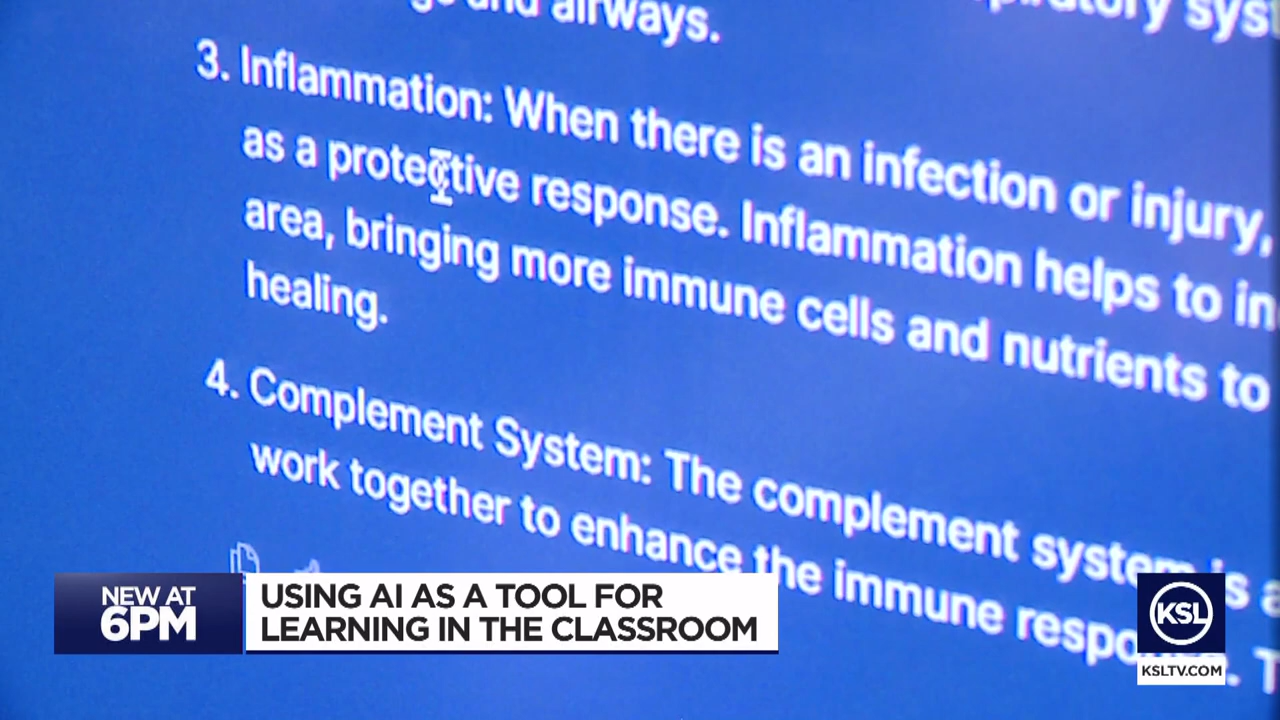 and airways.
3. Inflammation: When there is an infection or injury,
as a protective response. Inflammation helps to in
area, bringing more immune cells and nutrients to
healing.
4. Complement System: The complement system is a
work together to enhance the immune
NEW AT
6PM
USING AI AS A TOOL FOR
LEARNING IN THE CLASSROOM
KSL
KSLTV.COM